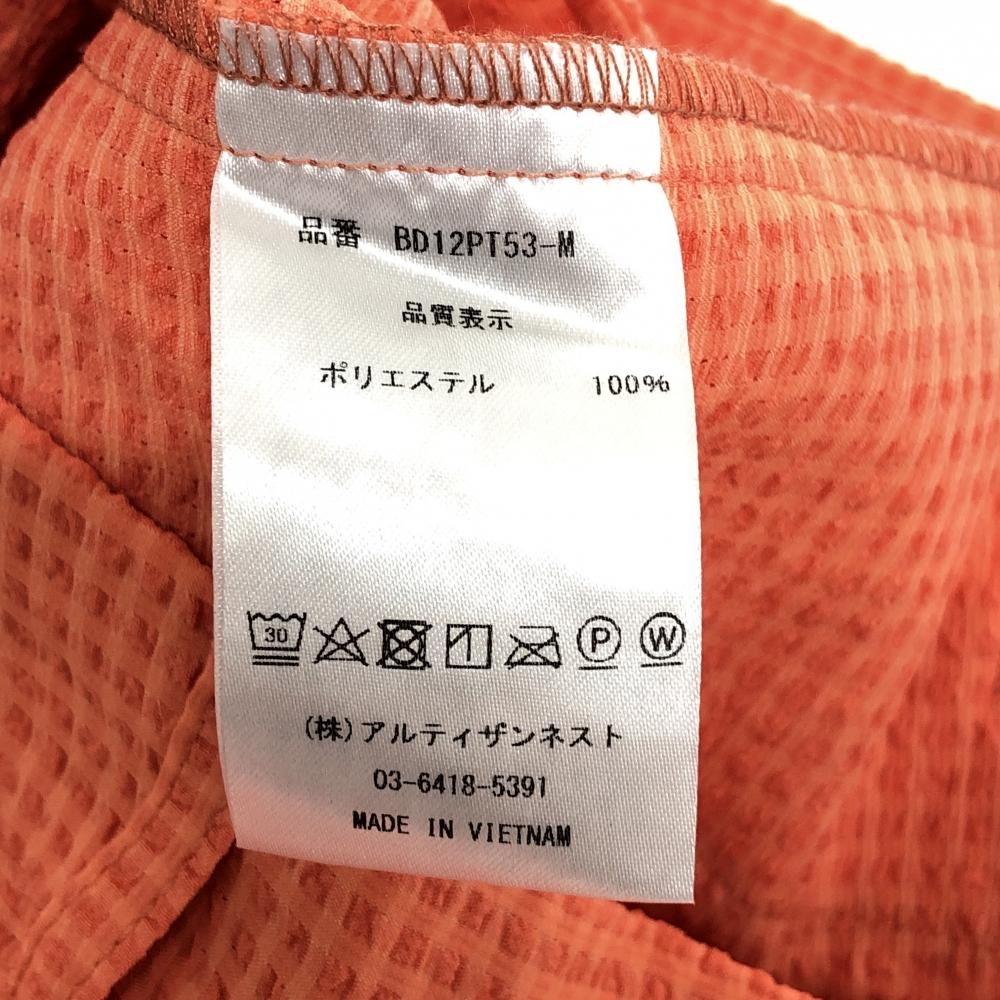 品番 BD12PT53-M
品質表示
ポリエステル 100%
30 P W
(株)アルティザンネスト
03-6418-5391
MADE IN VIETNAM